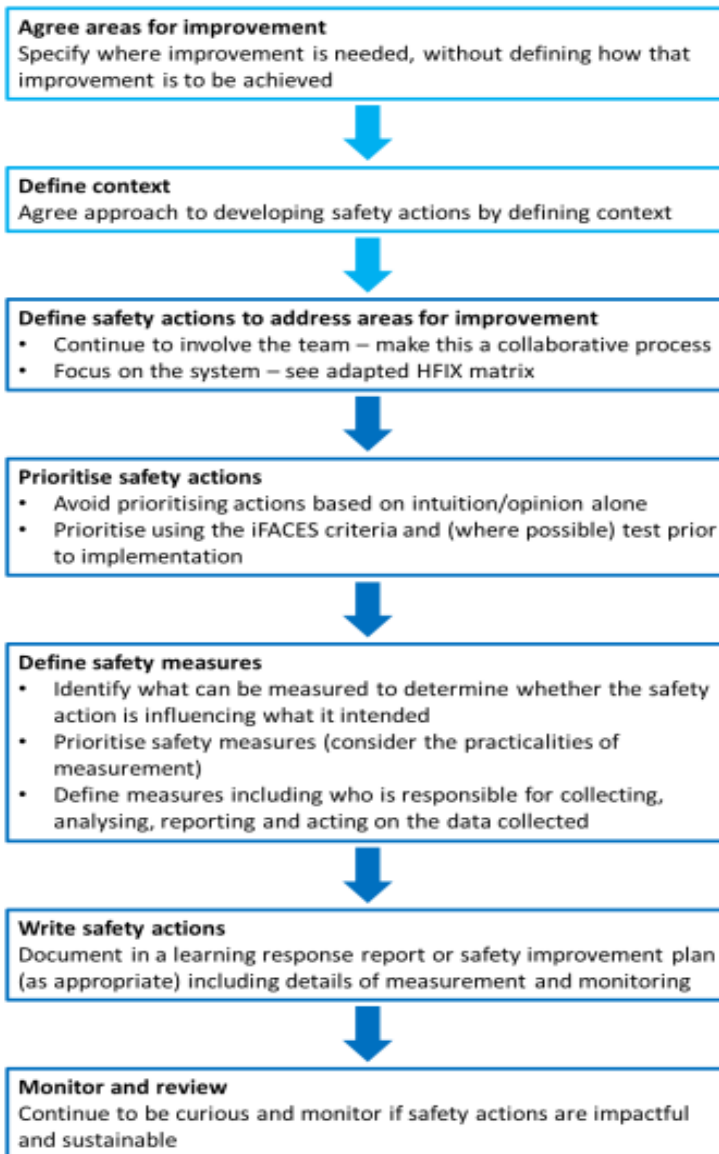 Agree areas for improvement
Specify where improvement is needed, without defining how that
improvement is to be achieved
Define context
Agree approach to developing safety actions by defining context
Define safety actions to address areas for improvement
• Continue to involve the team – make this a collaborative process
• Focus on the system – see adapted HFIX matrix
Prioritise safety actions
• Avoid prioritising actions based on intuition/opinion alone
• Prioritise using the iFACES criteria and (where possible) test prior
to implementation
Define safety measures
• Identify what can be measured to determine whether the safety
action is influencing what it intended
• Prioritise safety measures (consider the practicalities of
measurement)
• Define measures including who is responsible for collecting,
analysing, reporting and acting on the data collected
Write safety actions
Document in a learning response report or safety improvement plan
(as appropriate) including details of measurement and monitoring
Monitor and review
Continue to be curious and monitor if safety actions are impactful
and sustainable